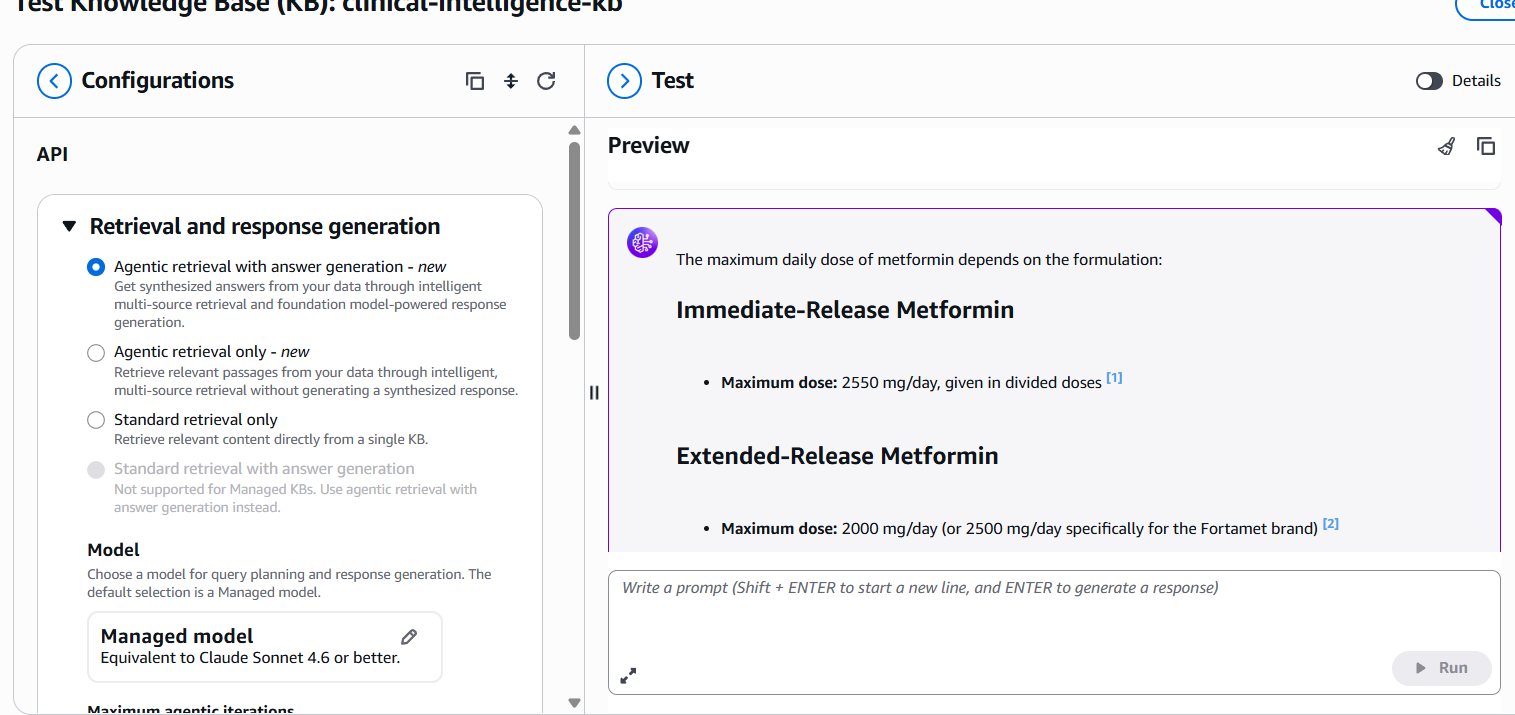 Test Knowledge Base (KB): clinical-intelligence-kb
Close
Configurations
API
Retrieval and response generation
Agentic retrieval with answer generation - new
Get synthesized answers from your data through intelligent
multi-source retrieval and foundation model-powered response
generation.
Agentic retrieval only - new
Retrieve relevant passages from your data through intelligent,
multi-source retrieval without generating a synthesized response.
Standard retrieval only
Retrieve relevant content directly from a single KB.
Standard retrieval with answer generation
Not supported for Managed KBs. Use agentic retrieval with
answer generation instead.
Model
Choose a model for query planning and response generation. The
default selection is a Managed model.
Managed model
Equivalent to Claude Sonnet 4.6 or better.
Maximum agentic iterations
Test
Details
Preview
The maximum daily dose of metformin depends on the formulation:
Immediate-Release Metformin
• Maximum dose: 2550 mg/day, given in divided doses [1]
Extended-Release Metformin
• Maximum dose: 2000 mg/day (or 2500 mg/day specifically for the Fortamet brand) [2]
Write a prompt (Shift + ENTER to start a new line, and ENTER to generate a response)
Run